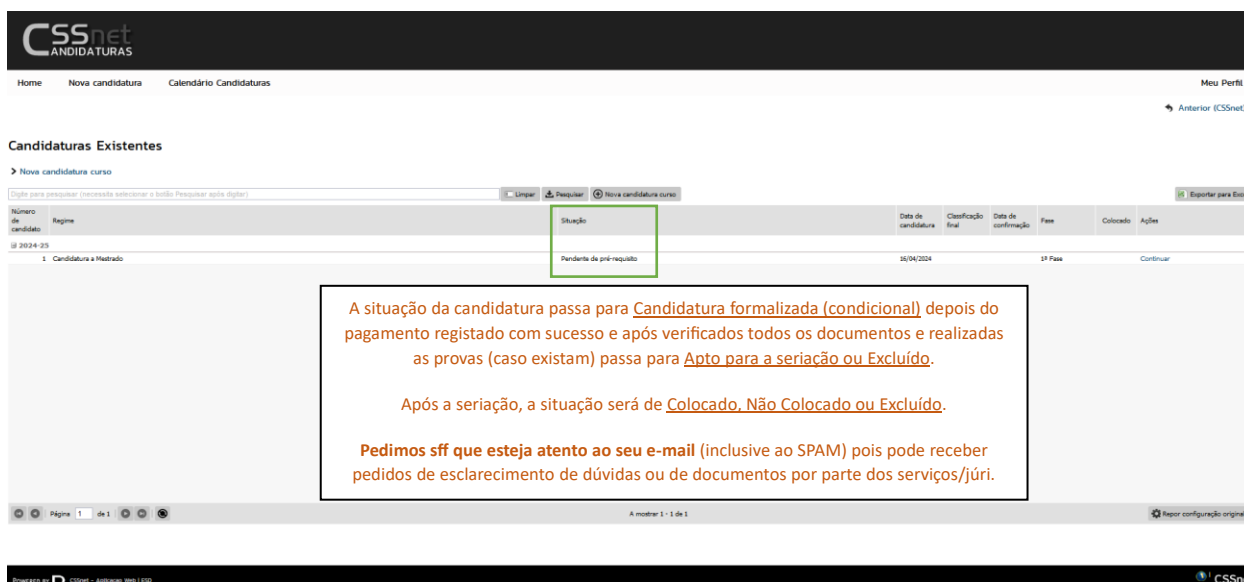 CSSnet
CANDIDATURAS
Home Nova candidatura Calendário Candidaturas Meu Perfil
Anterior (CSSnet)
Candidaturas Existentes
Nova candidatura curso
Digite para pesquisar (necessita selecionar o botão Pesquisar após digitar) Limpar Pesquisar Nova candidatura curso Exportar para Exc
Número de candidato Regime Situação Data de candidatura Classificação final Data de confirmação Fase Colocado Ações
2024-25
1 Candidatura a Mestrado Pendente de pré-requisito 16/04/2024 1ª Fase Continuar
A situação da candidatura passa para Candidatura formalizada (condicional) depois do
pagamento registado com sucesso e após verificados todos os documentos e realizadas
as provas (caso existam) passa para Apto para a seriação ou Excluído.
Após a seriação, a situação será de Colocado, Não Colocado ou Excluído.
Pedimos sff que esteja atento ao seu e-mail (inclusive ao SPAM) pois pode receber
pedidos de esclarecimento de dúvidas ou de documentos por parte dos serviços/júri.
Página 1 de 1 A mostrar 1 - 1 de 1 Repor configuração original
Powered by CSSnet - Aplicacao Web | ESD CSSn